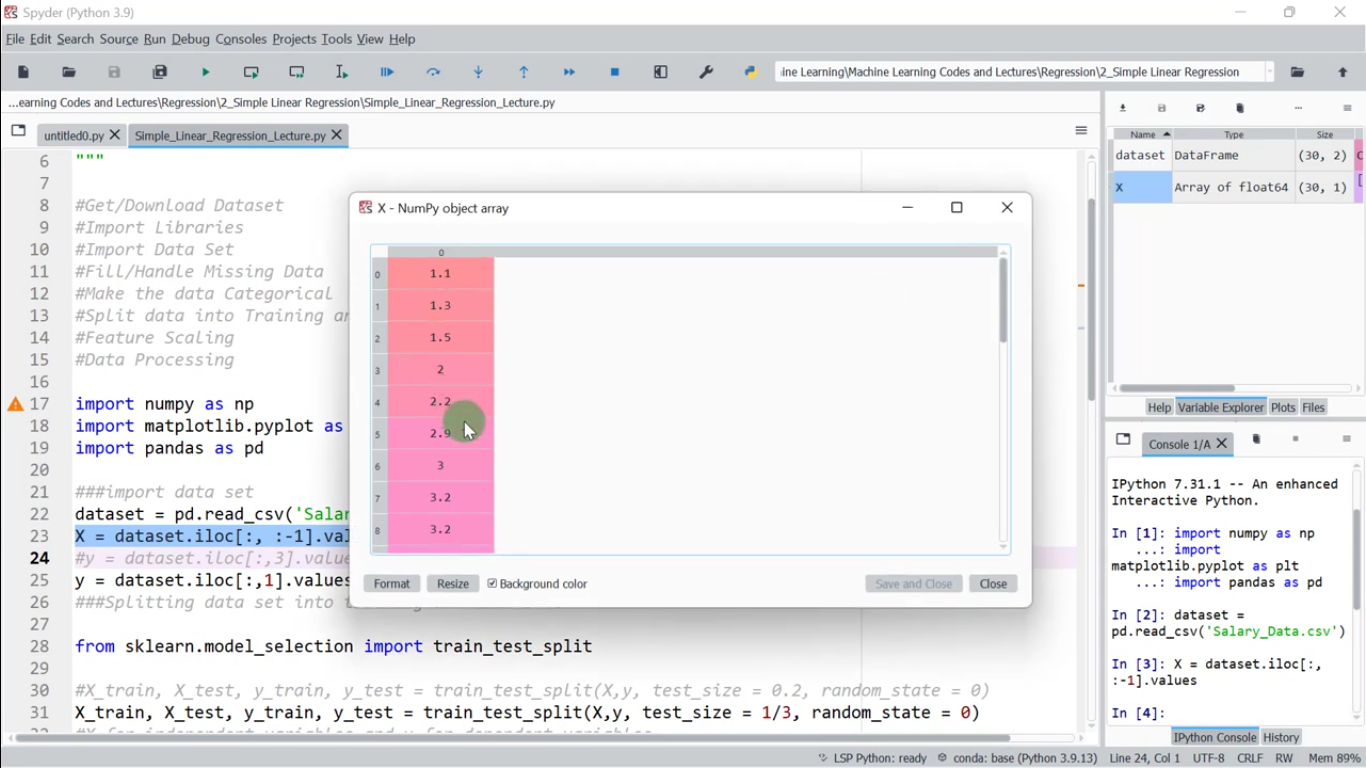 Spyder (Python 3.9)
File Edit Search Source Run Debug Consoles Projects Tools View Help
ine Learning\Machine Learning Codes and Lectures\Regression\2_Simple Linear Regression
...earning Codes and Lectures\Regression\2_Simple Linear Regression\Simple_Linear_Regression_Lecture.py
untitled0.py Simple_Linear_Regression_Lecture.py
6 """
7
8 #Get/Download Dataset
9 #Import Libraries
10 #Import Data Set
11 #Fill/Handle Missing Data
12 #Make the data Categorical
13 #Split data into Training
14 #Feature Scaling
15 #Data Processing
16
17 import numpy as np
18 import matplotlib.pyplot as
19 import pandas as pd
20
21 ###import data set
22 dataset = pd.read_csv('Salar
23 X = dataset.iloc[:, :-1].val
24 #y = dataset.iloc[:,3].value
25 y = dataset.iloc[:,1].values
26 ###Splitting data set into
27
28 from sklearn.model_selection import train_test_split
29
30 #X_train, X_test, y_train, y_test = train_test_split(X,y, test_size = 0.2, random_state = 0)
31 X_train, X_test, y_train, y_test = train_test_split(X,y, test_size = 1/3, random_state = 0)
X - NumPy object array
0
0 1.1
1 1.3
2 1.5
3 2
4 2.2
5 2.9
6 3
7 3.2
8 3.2
Format Resize Background color Save and Close Close
Name Type Size
dataset DataFrame (30, 2)
X Array of float64 (30, 1)
Help Variable Explorer Plots Files
Console 1/A
IPython 7.31.1 -- An enhanced
Interactive Python.
In [1]: import numpy as np
...: import
matplotlib.pyplot as plt
...: import pandas as pd
In [2]: dataset =
pd.read_csv('Salary_Data.csv')
In [3]: X = dataset.iloc[:,
:-1].values
In [4]:
IPython Console History
LSP Python: ready conda: base (Python 3.9.13) Line 24, Col 1 UTF-8 CRLF RW Mem 89%